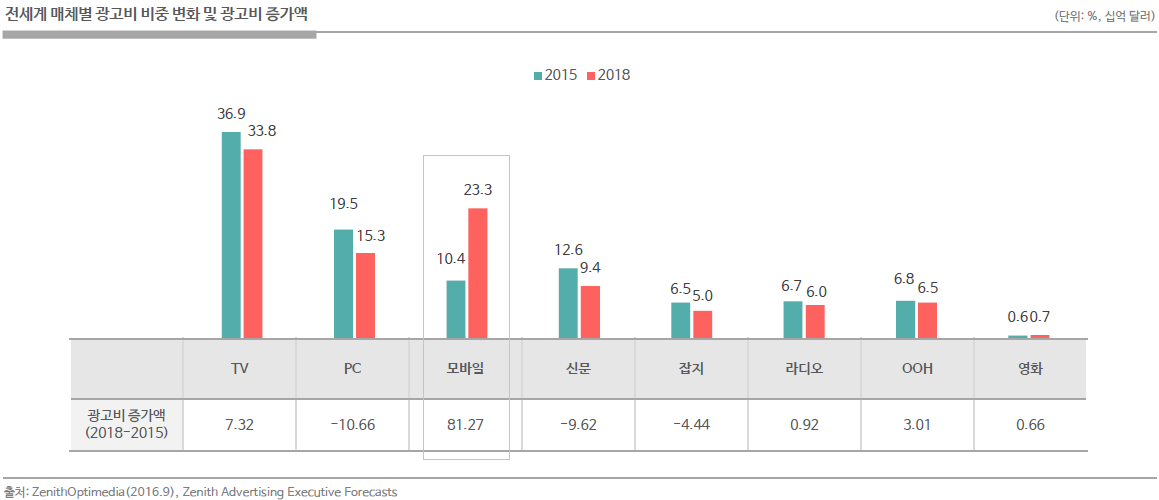 전세계 매체별 광고비 비중 변화 및 광고비 증가액
(단위: %, 십억 달러)
2015 2018
36.9 33.8 19.5 15.3 10.4 23.3 12.6 9.4 6.5 5.0 6.7 6.0 6.8 6.5 0.6 0.7
TV PC 모바일 신문 잡지 라디오 OOH 영화
광고비 증가액
(2018-2015)
7.32 -10.66 81.27 -9.62 -4.44 0.92 3.01 0.66
출처: ZenithOptimedia(2016.9), Zenith Advertising Executive Forecasts